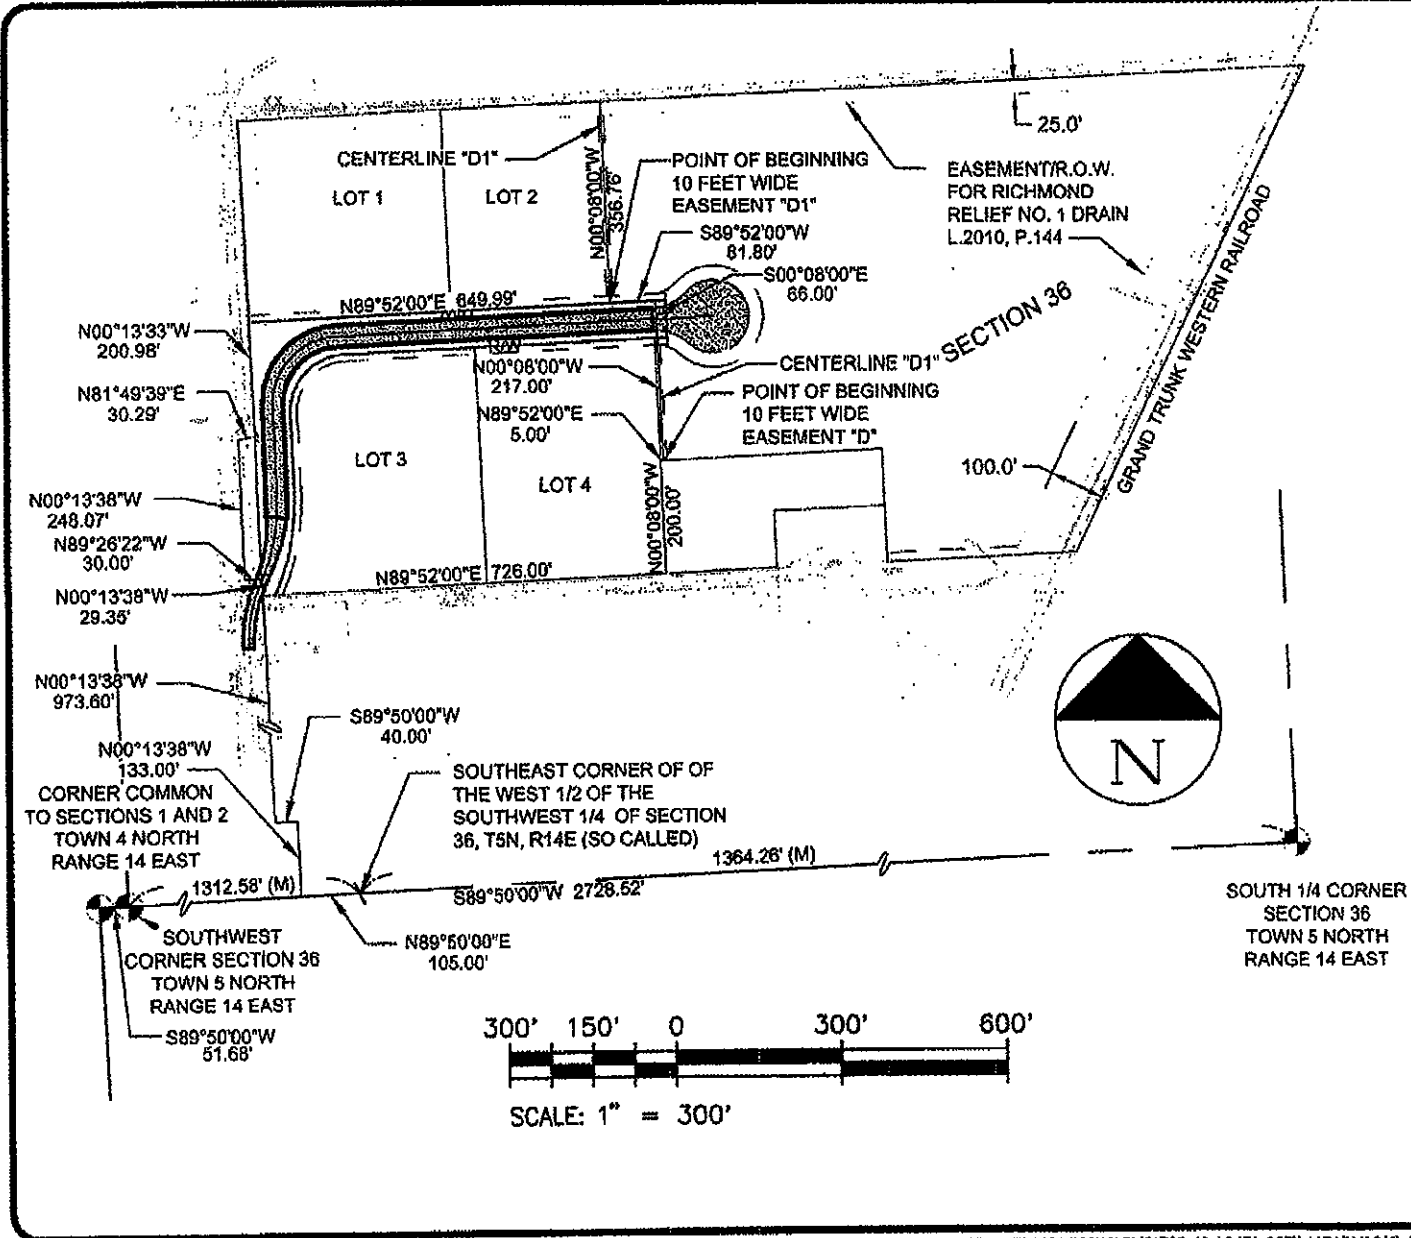 25.0'
CENTERLINE "D1"
LOT 1
LOT 2
N00°08'00"W
356.76'
POINT OF BEGINNING
10 FEET WIDE
EASEMENT "D1"
EASEMENT/R.O.W.
FOR RICHMOND
RELIEF NO. 1 DRAIN
L.2010, P.144
S89°52'00"W
81.80'
S00°08'00"E
66.00'
N89°52'00"E 649.99'
SECTION 36
GRAND TRUNK WESTERN RAILROAD
N00°13'33"W
200.98'
R/W
N00°08'00"W
217.00'
CENTERLINE "D1"
N81°49'39"E
30.29'
N89°52'00"E
5.00'
POINT OF BEGINNING
10 FEET WIDE
EASEMENT "D"
LOT 3
LOT 4
100.0'
N00°13'38"W
248.07'
N89°26'22"W
30.00'
N00°08'00"W
200.00'
N89°52'00"E 726.00'
N00°13'38"W
29.35'
N00°13'38"W
973.60'
S89°50'00"W
40.00'
N00°13'38"W
133.00'
CORNER COMMON
TO SECTIONS 1 AND 2
TOWN 4 NORTH
RANGE 14 EAST
SOUTHEAST CORNER OF OF
THE WEST 1/2 OF THE
SOUTHWEST 1/4 OF SECTION
36, T5N, R14E (SO CALLED)
N
1312.58' (M)
1364.26' (M)
S89°50'00"W 2728.52'
N89°50'00"E
105.00'
SOUTHWEST
CORNER SECTION 36
TOWN 5 NORTH
RANGE 14 EAST
SOUTH 1/4 CORNER
SECTION 36
TOWN 5 NORTH
RANGE 14 EAST
S89°50'00"W
51.68'
300' 150' 0 300' 600'
SCALE: 1" = 300'